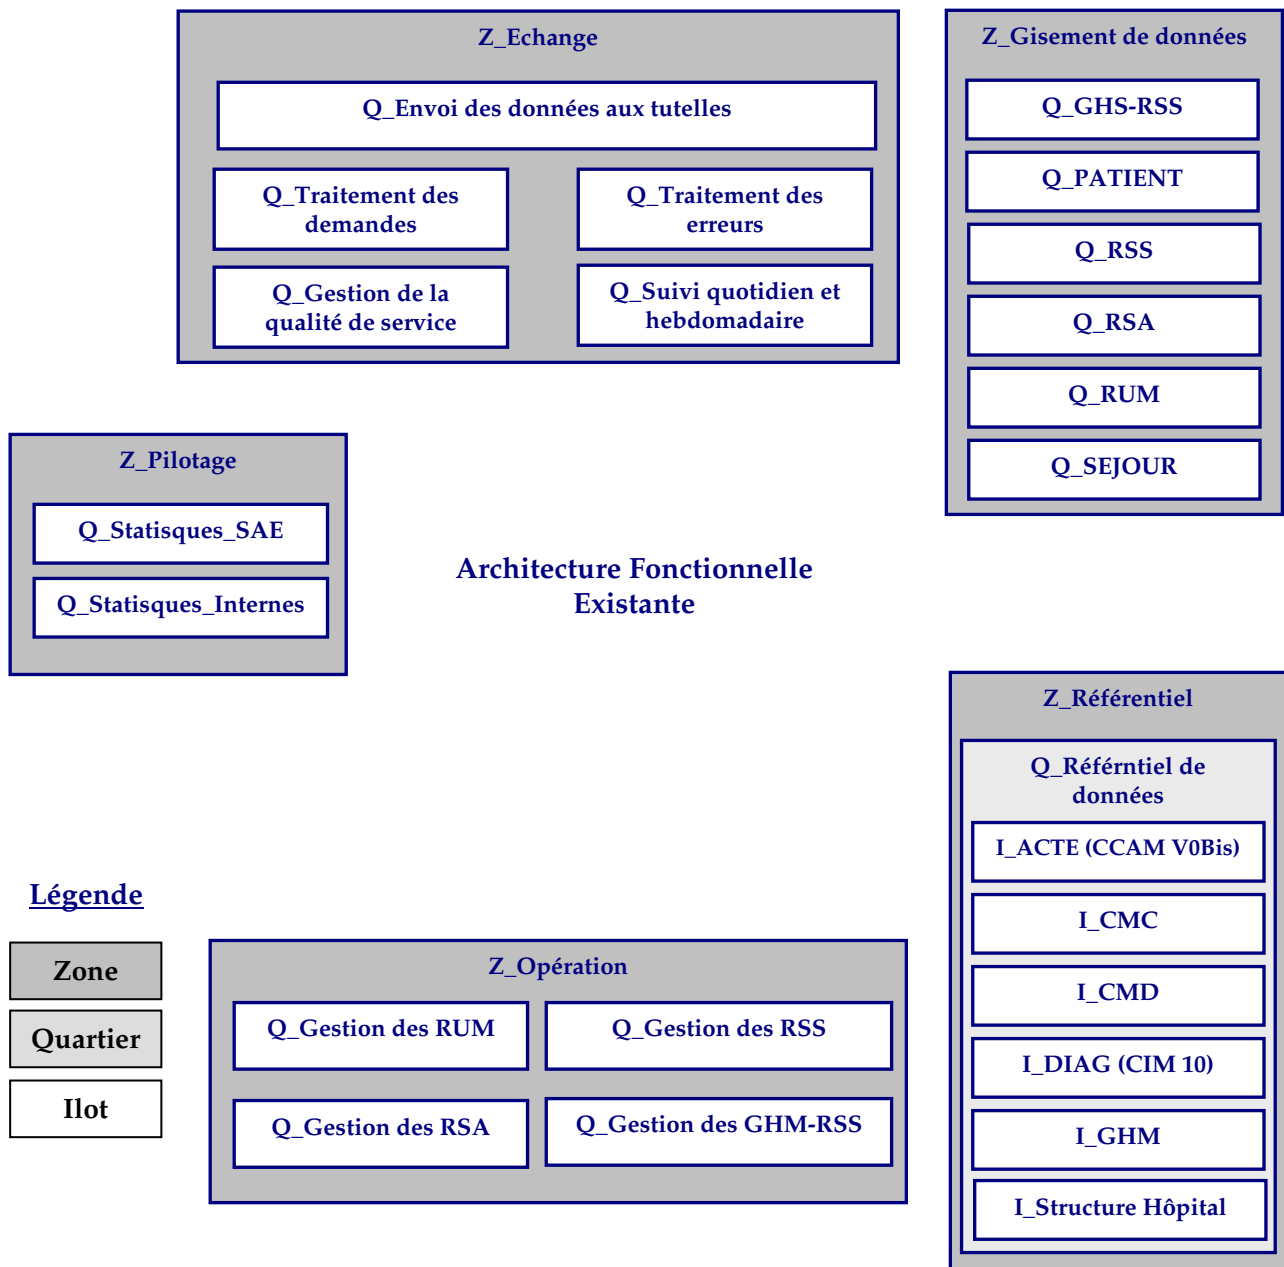 Z_Echange
Q_Envoi des données aux tutelles
Q_Traitement des
demandes
Q_Traitement des
erreurs
Q_Gestion de la
qualité de service
Q_Suivi quotidien et
hebdomadaire
Z_Gisement de données
Q_GHS-RSS
Q_PATIENT
Q_RSS
Q_RSA
Q_RUM
Q_SEJOUR
Z_Pilotage
Q_Statisques_SAE
Q_Statisques_Internes
Architecture Fonctionnelle
Existante
Z_Référentiel
Q_Référntiel de
données
I_ACTE (CCAM V0Bis)
I_CMC
I_CMD
I_DIAG (CIM 10)
I_GHM
I_Structure Hôpital
Légende
Zone
Quartier
Ilot
Z_Opération
Q_Gestion des RUM
Q_Gestion des RSS
Q_Gestion des RSA
Q_Gestion des GHM-RSS